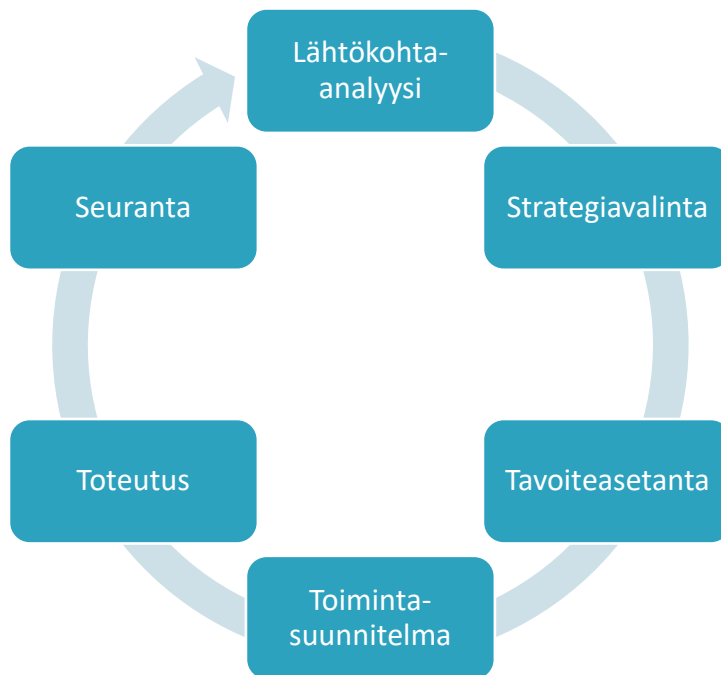 Lähtökohta-
analyysi
Strategiavalinta
Tavoiteasetanta
Toiminta-
suunnitelma
Toteutus
Seuranta